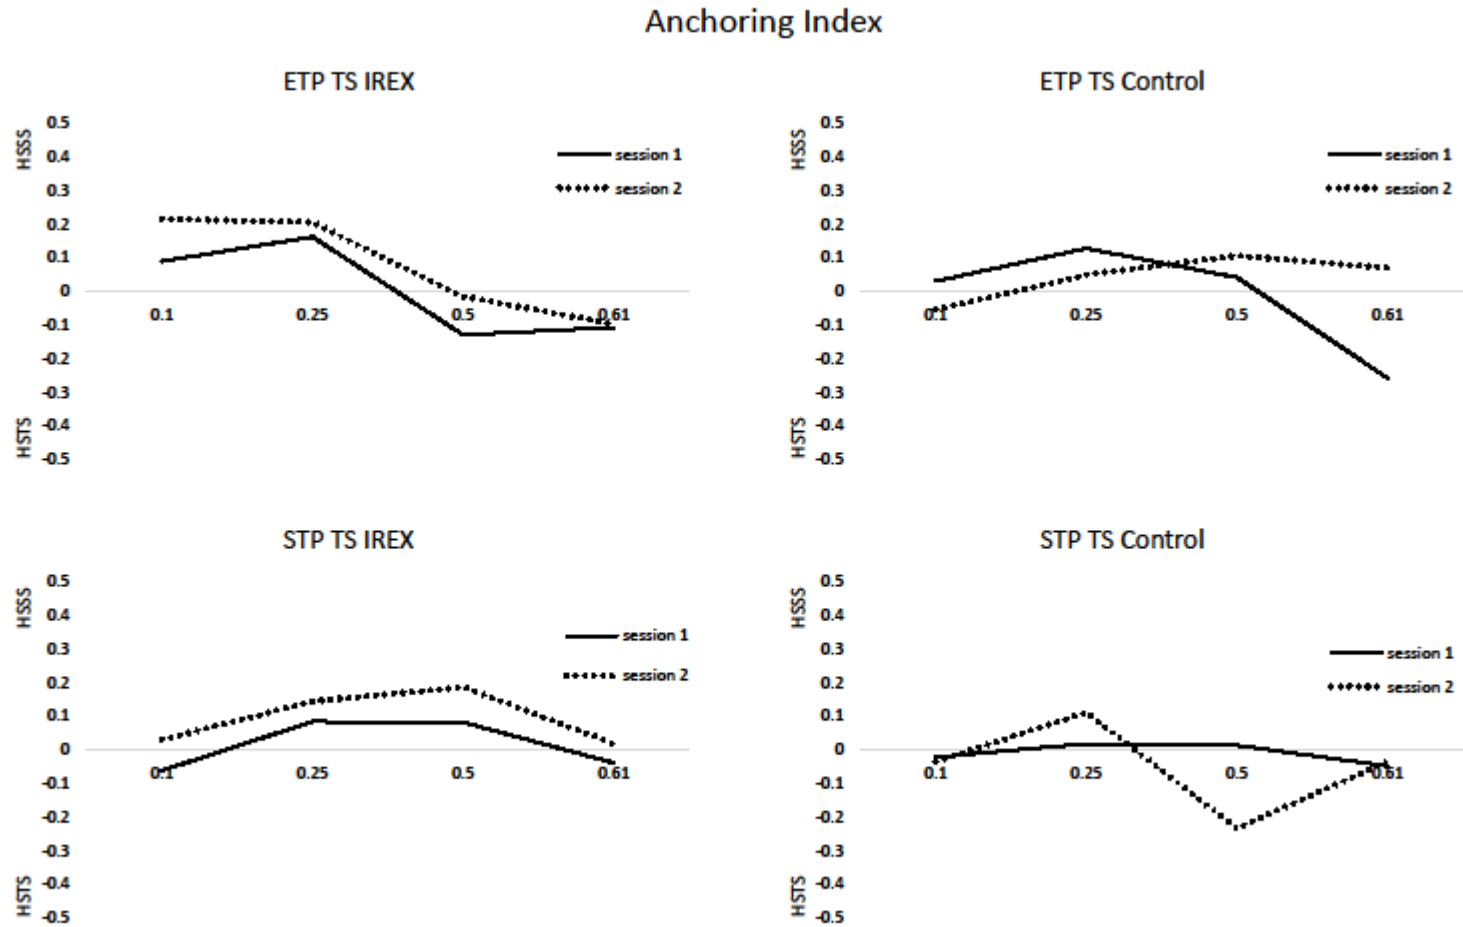 Anchoring Index
ETP TS IREX
HSSS
HSTS
0.5
0.4
0.3
0.2
0.1
0
-0.1
-0.2
-0.3
-0.4
-0.5
session 1
session 2
0.1 0.25 0.5 0.61
ETP TS Control
HSSS
HSTS
0.5
0.4
0.3
0.2
0.1
0
-0.1
-0.2
-0.3
-0.4
-0.5
session 1
session 2
0.1 0.25 0.5 0.61
STP TS IREX
HSSS
HSTS
0.5
0.4
0.3
0.2
0.1
0
-0.1
-0.2
-0.3
-0.4
-0.5
session 1
session 2
0.1 0.25 0.5 0.61
STP TS Control
HSSS
HSTS
0.5
0.4
0.3
0.2
0.1
0
-0.1
-0.2
-0.3
-0.4
-0.5
session 1
session 2
0.1 0.25 0.5 0.61